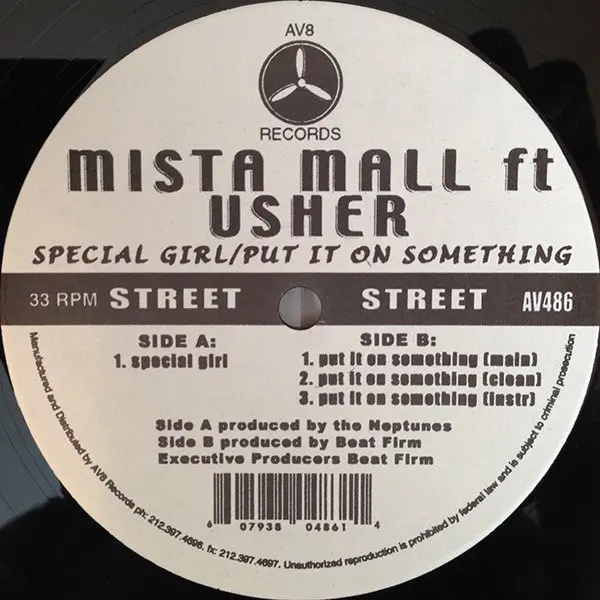 AV8
RECORDS
MISTA MALL ft
USHER
SPECIAL GIRL/PUT IT ON SOMETHING
33 RPM STREET STREET AV486
SIDE A:
1. special girl
SIDE B:
1. put it on something (main)
2. put it on something (clean)
3. put it on something (instr)
Side A produced by the Neptunes
Side B produced by Beat Firm
Executive Producers Beat Firm
6 07938 04861 4
Manufactured and Distributed by AV8 Records ph: 212.397.4696. fx: 212.397.4697. Unauthorized reproduction is prohibited by federal law and is subject to criminal prosecution